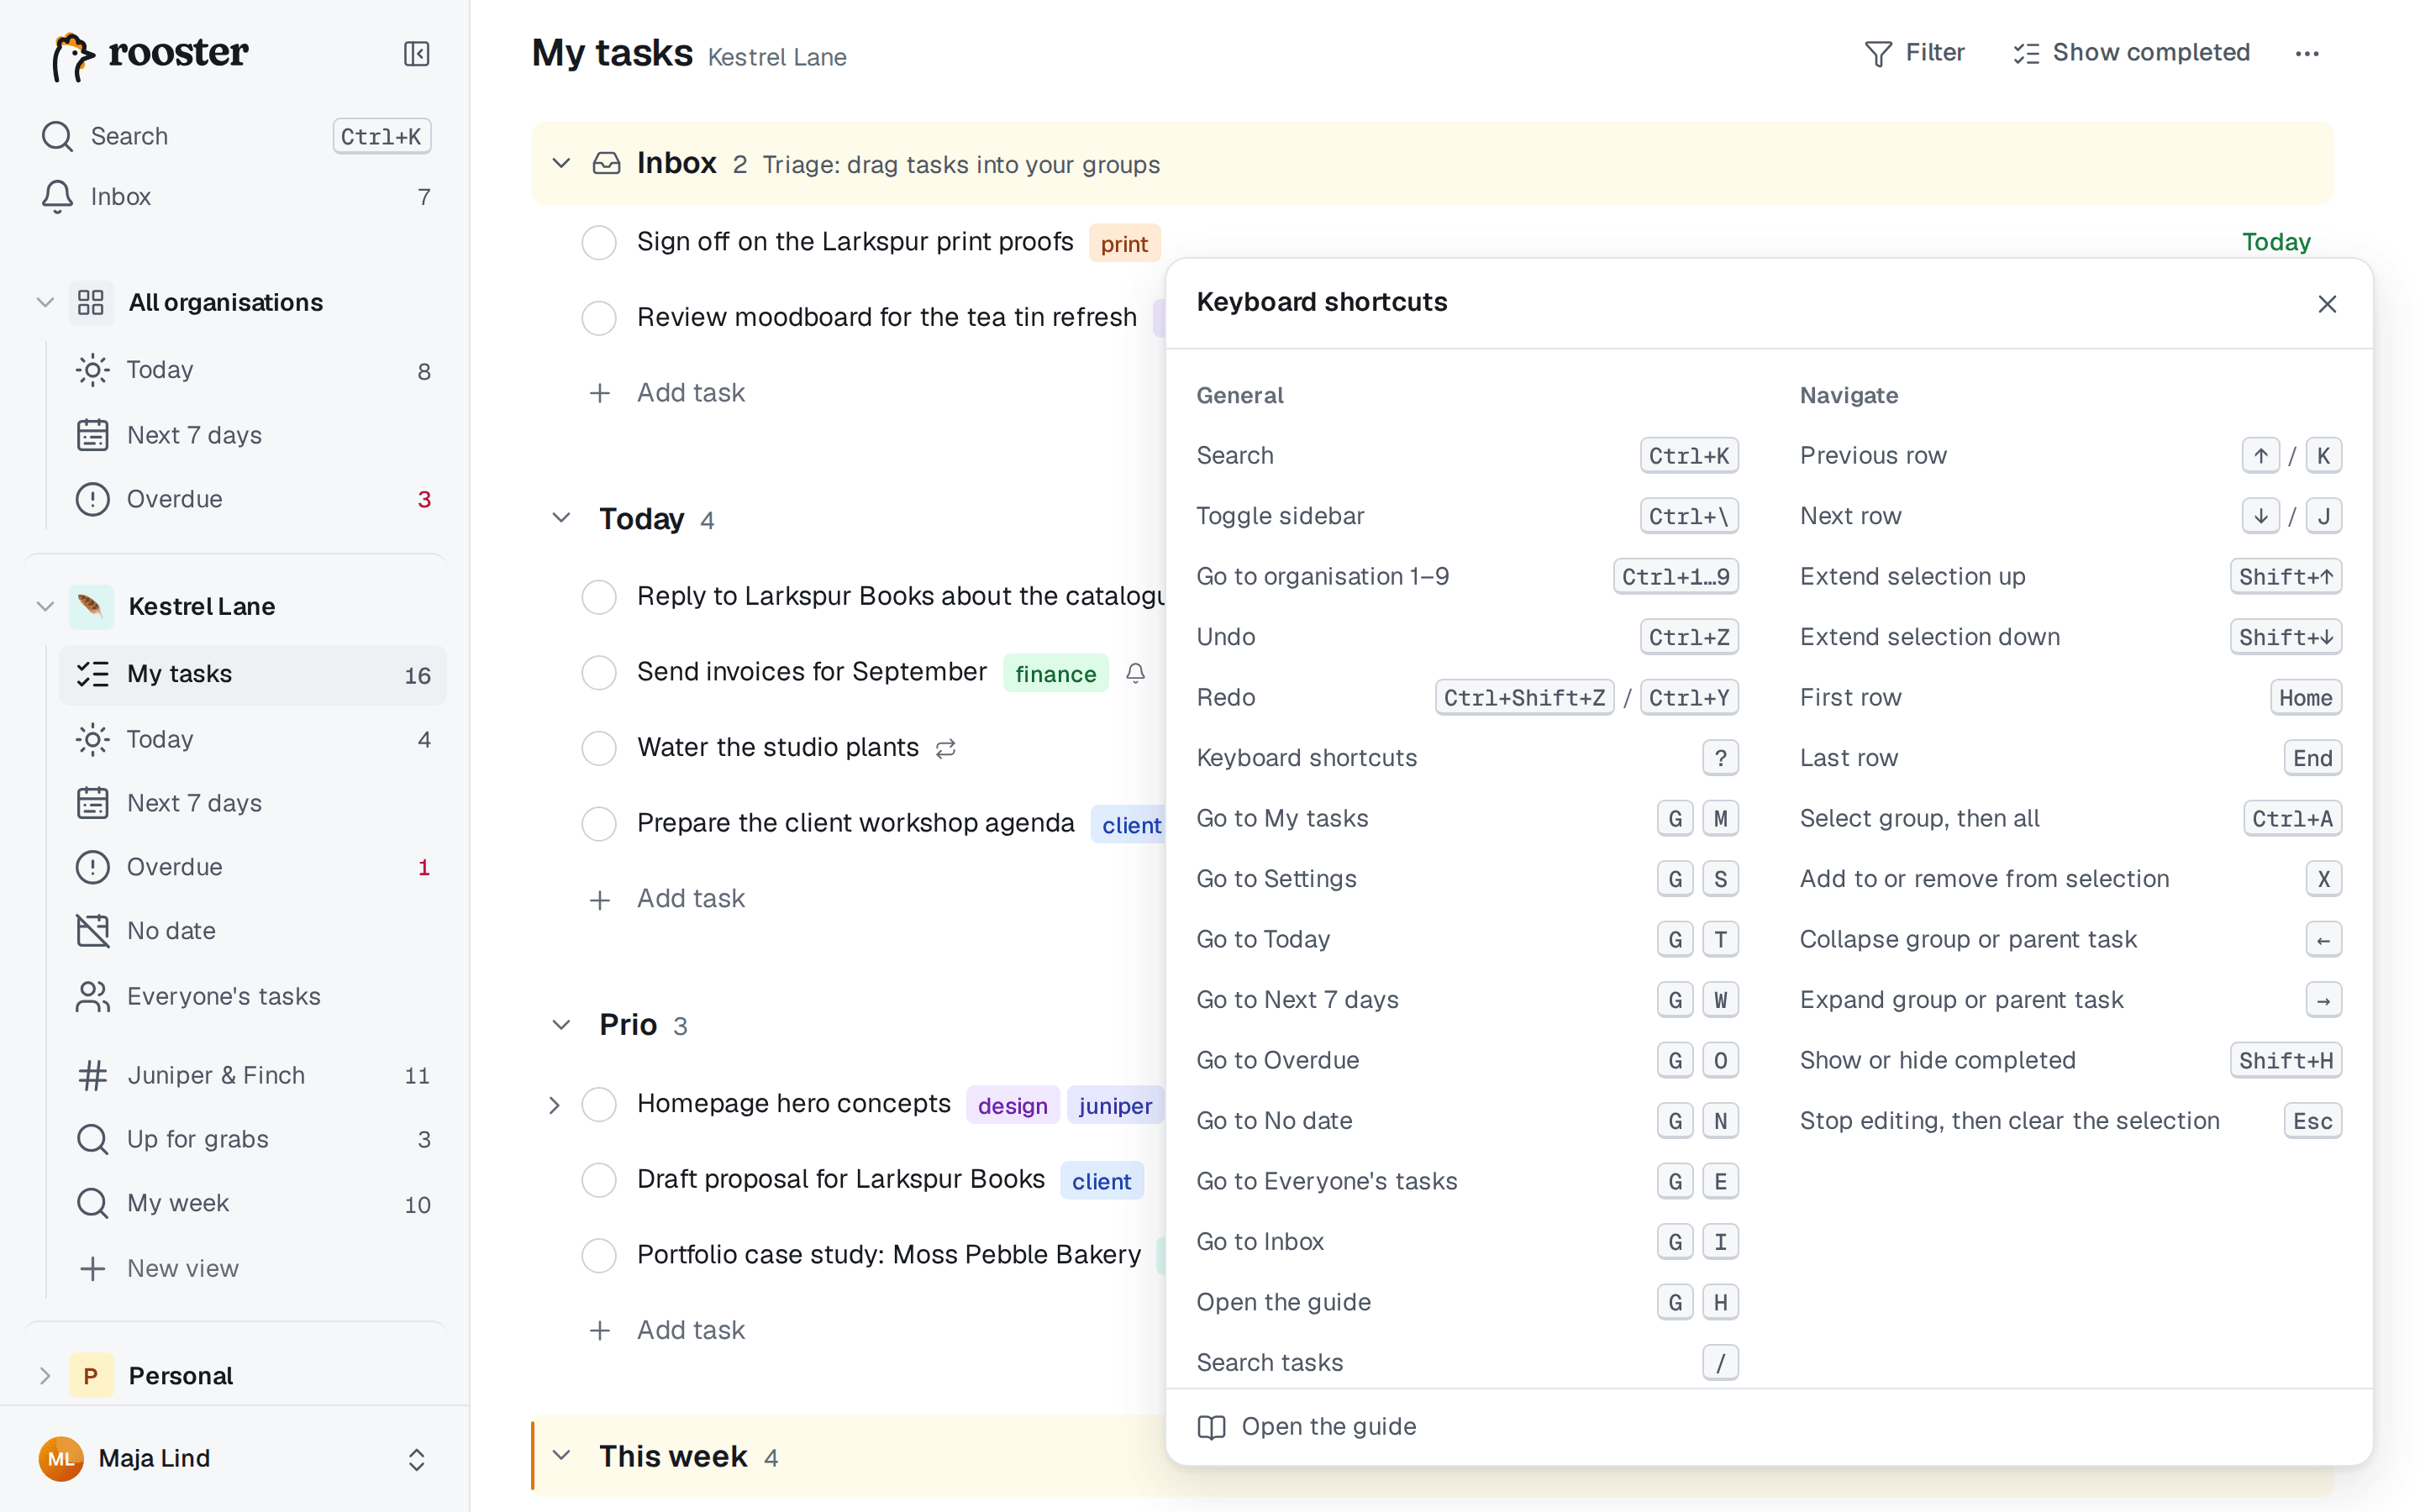 rooster
Search Ctrl+K
Inbox 7
All organisations
Today 8
Next 7 days
Overdue 3
Kestrel Lane
My tasks 16
Today 4
Next 7 days
Overdue 1
No date
Everyone's tasks
Juniper & Finch 11
Up for grabs 3
My week 10
New view
P Personal
ML Maja Lind
My tasks Kestrel Lane
Filter Show completed
Inbox 2 Triage: drag tasks into your groups
Sign off on the Larkspur print proofs print Today
Review moodboard for the tea tin refresh
Add task
Today 4
Reply to Larkspur Books about the
Send invoices for September finance
Water the studio plants
Prepare the client workshop agenda client
Add task
Prio 3
Homepage hero concepts design juniper
Draft proposal for Larkspur Books client
Portfolio case study: Moss Pebble Bakery
Add task
This week 4
Keyboard shortcuts
General
Search Ctrl+K
Toggle sidebar Ctrl+\
Go to organisation 1–9 Ctrl+1…9
Undo Ctrl+Z
Redo Ctrl+Shift+Z / Ctrl+Y
Keyboard shortcuts ?
Go to My tasks G M
Go to Settings G S
Go to Today G T
Go to Next 7 days G W
Go to Overdue G O
Go to No date G N
Go to Everyone's tasks G E
Go to Inbox G I
Open the guide G H
Search tasks /
Navigate
Previous row ↑ / K
Next row ↓ / J
Extend selection up Shift+↑
Extend selection down Shift+↓
First row Home
Last row End
Select group, then all Ctrl+A
Add to or remove from selection X
Collapse group or parent task ←
Expand group or parent task →
Show or hide completed Shift+H
Stop editing, then clear the selection Esc
Open the guide